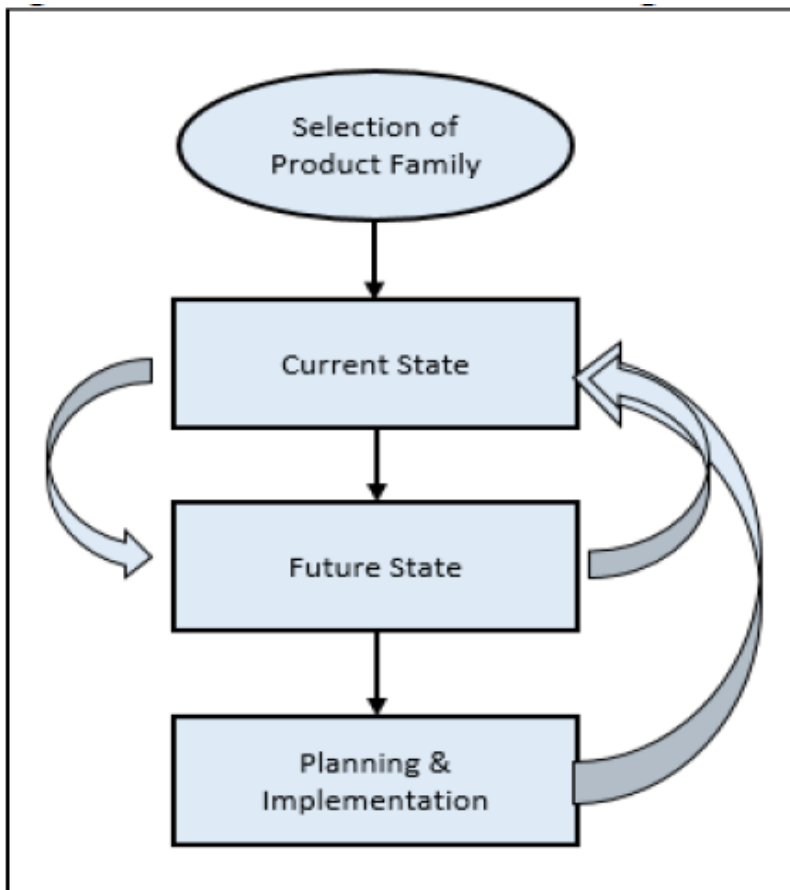 Selection of
Product Family
Current State
Future State
Planning &
Implementation